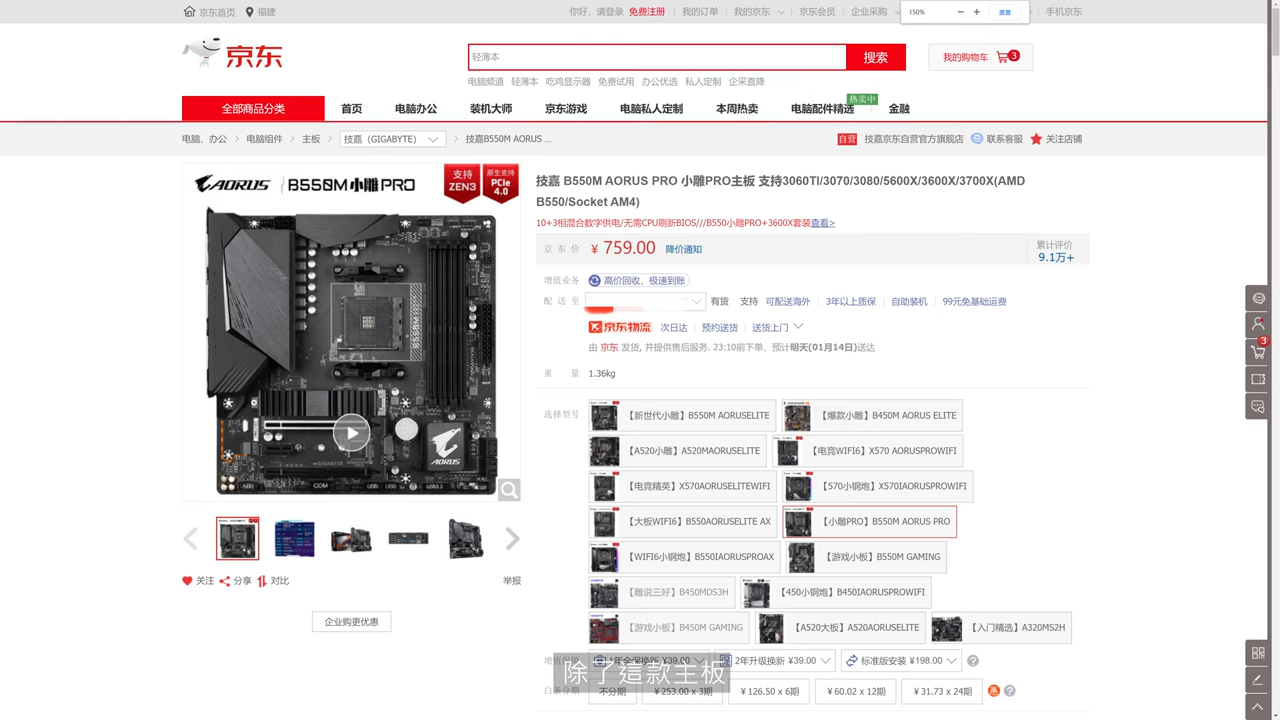 京东首页 福建 你好，请登录 免费注册 我的订单 我的京东 京东会员 企业采购 150% 重置 手机京东
京东
轻薄本 搜索 我的购物车 3
电脑频道 轻薄本 吃鸡显示器 免费试用 办公优选 私人定制 企采直降
全部商品分类 首页 电脑办公 装机大师 京东游戏 电脑私人定制 本周热卖 电脑配件精选 热卖中 金融
电脑、办公 > 电脑组件 > 主板 > 技嘉（GIGABYTE） > 技嘉B550M AORUS ... 自营 技嘉京东自营官方旗舰店 联系客服 关注店铺
AORUS B550M小雕PRO 支持 ZEN3 原生支持 PCIe 4.0
技嘉 B550M AORUS PRO 小雕PRO主板 支持3060TI/3070/3080/5600X/3600X/3700X(AMD
B550/Socket AM4)
10+3相混合数字供电/无需CPU刷新BIOS///B550小雕PRO+3600X套装查看>
京 东 价 ￥ 759.00 降价通知 累计评价
9.1万+
增值业务 高价回收，极速到账
配 送 至 有货 支持 可配送海外 3年以上质保 自助装机 99元免基础运费
京东物流 次日达 预约送货 送货上门
由 京东 发货, 并提供售后服务. 23:10前下单，预计明天(01月14日)送达
重 量 1.36kg
选择型号 【新世代小雕】B550M AORUSELITE 【爆款小雕】B450M AORUS ELITE
【A520小雕】A520MAORUSELITE 【电竞WIFI6】X570 AORUSPROWIFI
【电竞精英】X570AORUSELITEWIFI 【570小钢炮】X570IAORUSPROWIFI
【大板WIFI6】B550AORUSELITE AX 【小雕PRO】B550M AORUS PRO
【WIFI6小钢炮】B550IAORUSPROAX 【游戏小板】B550M GAMING
【雕说三好】B450MDS3H 【450小钢炮】B450IAORUSPROWIFI
【游戏小板】B450M GAMING 【A520大板】A520AORUSELITE 【入门精选】A320MS2H
AORUS
关注 分享 对比 举报
企业购更优惠
增值保障 1年全保换新 ¥39.00 2年升级换新 ¥39.00 标准版安装 ¥198.00
除了這款主板
白条分期 不分期 ¥253.00 x 3期 ¥126.50 x 6期 ¥60.02 x 12期 ¥31.73 x 24期 惠
3